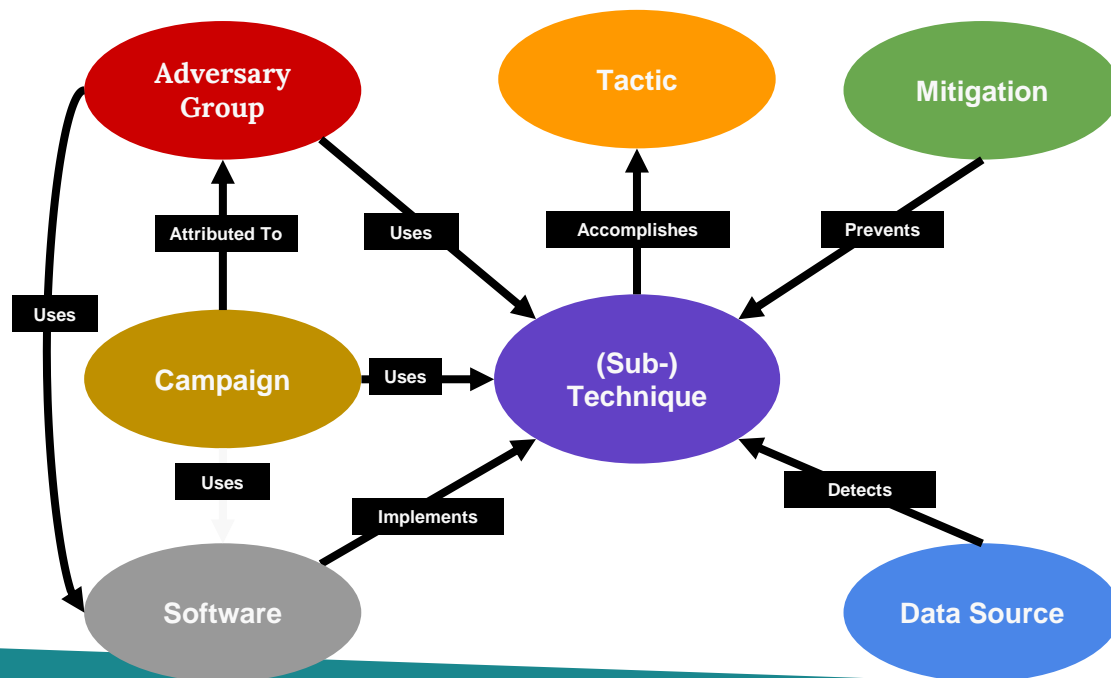 Adversary
Group
Tactic
Mitigation
Attributed To
Uses
Accomplishes
Prevents
Uses
Campaign
Uses
(Sub-)
Technique
Uses
Implements
Detects
Software
Data Source